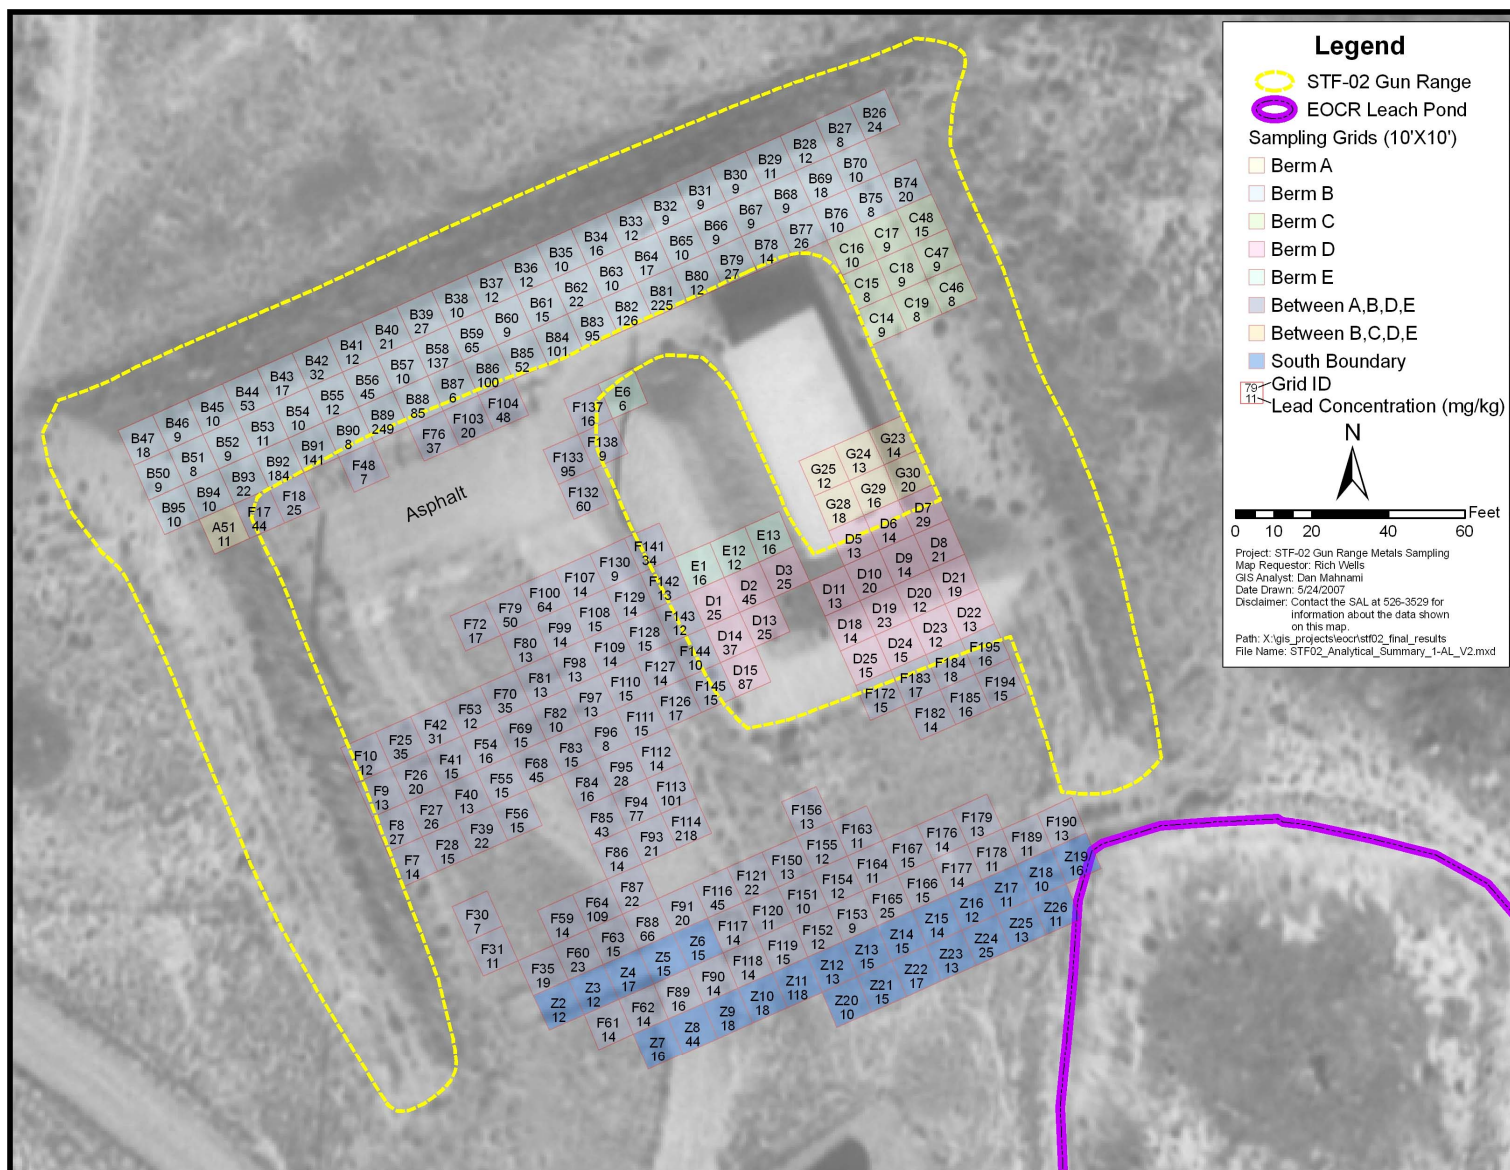 Legend
STF-02 Gun Range
EOCR Leach Pond
Sampling Grids (10'X10')
Berm A
Berm B
Berm C
Berm D
Berm E
Between A,B,D,E
Between B,C,D,E
South Boundary
79
11
Grid ID
Lead Concentration (mg/kg)
N
Feet
0 10 20 40 60
Project: STF-02 Gun Range Metals Sampling
Map Requestor: Rich Wells
GIS Analyst: Dan Mahnami
Date Drawn: 5/24/2007
Disclaimer: Contact the SAL at 526-3529 for
information about the data shown
on this map.
Path: X:\gis_projects\eocr\stf02_final_results
File Name: STF02_Analytical_Summary_1-AL_V2.mxd
B26
24
B27
8
B28
12
B29
11
B30
9
B31
9
B32
9
B33
12
B34
16
B35
10
B36
12
B37
12
B38
10
B39
27
B40
21
B41
12
B42
32
B43
17
B44
53
B45
10
B46
9
B47
18
B70
10
B69
18
B68
9
B67
9
B66
9
B65
10
B64
17
B63
10
B62
22
B61
15
B60
9
B59
65
B58
137
B57
10
B56
45
B55
12
B54
10
B53
11
B52
9
B51
8
B50
9
B74
20
B75
8
B76
10
B77
26
B78
14
B79
27
B80
12
B81
225
B82
126
B83
95
B84
101
B85
52
B86
100
B87
6
B88
85
B89
249
B90
8
B91
141
B92
184
B93
22
B94
10
B95
10
C48
15
C17
9
C16
10
C47
9
C18
9
C15
8
C46
8
C19
8
C14
9
A51
11
F17
44
F18
25
F48
7
F76
37
F103
20
F104
48
Asphalt
F137
16
E6
6
F138
9
F133
95
F132
60
G23
14
G24
13
G25
12
G30
20
G29
16
G28
18
D7
29
D6
14
D5
13
D8
21
D9
14
D10
20
D11
13
D21
19
D20
12
D19
23
D18
14
D22
13
D23
12
D24
15
D25
15
E13
16
E12
12
E1
16
D3
25
D2
45
D1
25
D13
25
D14
37
D15
87
F141
34
F130
9
F107
14
F100
64
F79
50
F72
17
F142
13
F129
14
F108
15
F99
14
F80
13
F143
12
F128
15
F109
14
F98
13
F81
13
F70
35
F53
12
F42
31
F25
35
F10
12
F144
10
F127
14
F110
15
F97
13
F82
10
F69
15
F54
16
F41
15
F26
20
F9
13
F145
15
F126
17
F111
15
F96
8
F83
15
F68
45
F55
15
F40
13
F27
26
F8
27
F112
14
F95
28
F84
16
F56
15
F39
22
F28
15
F7
14
F113
101
F94
77
F85
43
F114
218
F93
21
F86
14
F195
16
F184
18
F183
17
F172
15
F194
15
F185
16
F182
14
F30
7
F31
11
F87
22
F64
109
F59
14
F88
66
F63
15
F60
23
F35
19
F156
13
F163
11
F155
12
F150
13
F121
22
F116
45
F91
20
F179
13
F176
14
F167
15
F164
11
F154
12
F151
10
F120
11
F117
14
F190
13
F189
11
F178
11
F177
14
F166
15
F165
25
F153
9
F152
12
F119
15
F118
14
F90
14
F89
16
F62
14
F61
14
Z6
15
Z5
15
Z4
17
Z3
12
Z2
12
Z19
16
Z18
10
Z17
11
Z16
12
Z15
14
Z14
15
Z13
15
Z12
13
Z11
118
Z10
18
Z9
18
Z8
44
Z7
16
Z26
11
Z25
13
Z24
25
Z23
13
Z22
17
Z21
15
Z20
10